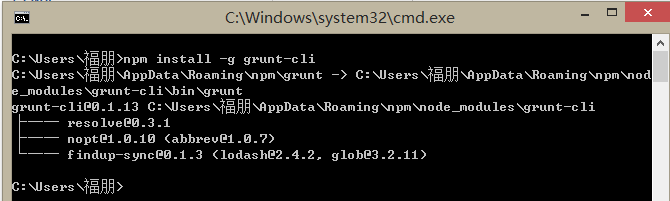 C:\Windows\system32\cmd.exe
C:\Users\福朋>npm install -g grunt-cli
C:\Users\福朋\AppData\Roaming\npm\grunt -> C:\Users\福朋\AppData\Roaming\npm\nod
e_modules\grunt-cli\bin\grunt
grunt-cli@0.1.13 C:\Users\福朋\AppData\Roaming\npm\node_modules\grunt-cli
├── resolve@0.3.1
├── nopt@1.0.10 (abbrev@1.0.7)
└── findup-sync@0.1.3 (lodash@2.4.2, glob@3.2.11)
C:\Users\福朋>